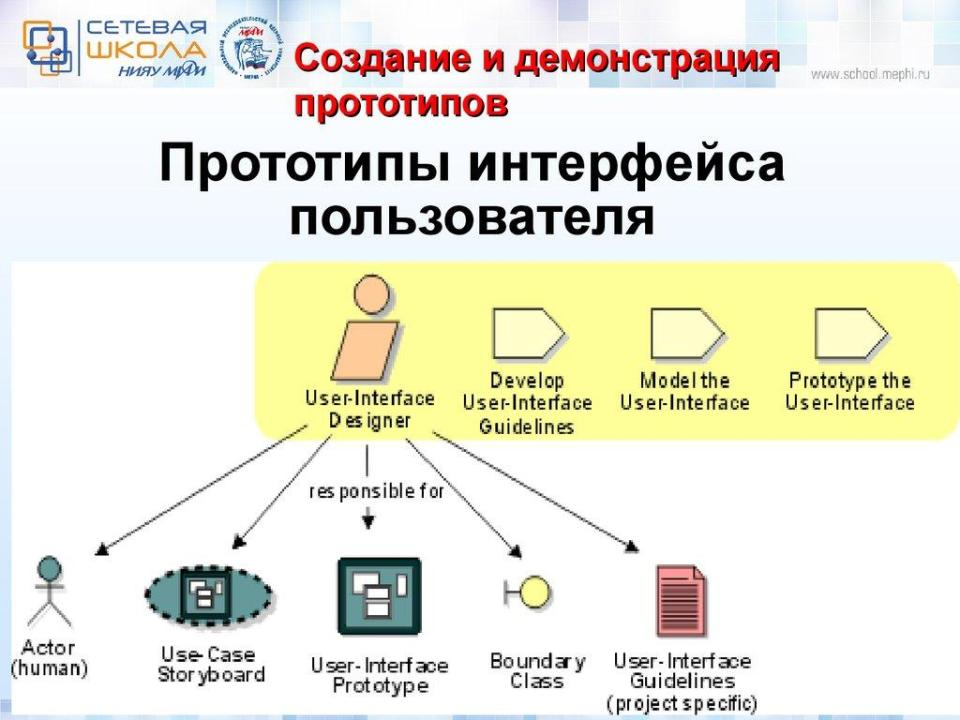 СЕТЕВАЯ
ШКОЛА
НИЯУ МИФИ
Создание и демонстрация
прототипов
www.school.mephi.ru
Прототипы интерфейса
пользователя
User-Interface
Designer
Develop
User-Interface
Guidelines
Model the
User-Interface
Prototype the
User-Interface
responsible for
Actor
(human)
Use-Case
Storyboard
User-Interface
Prototype
Boundary
Class
User-Interface
Guidelines
(project specific)